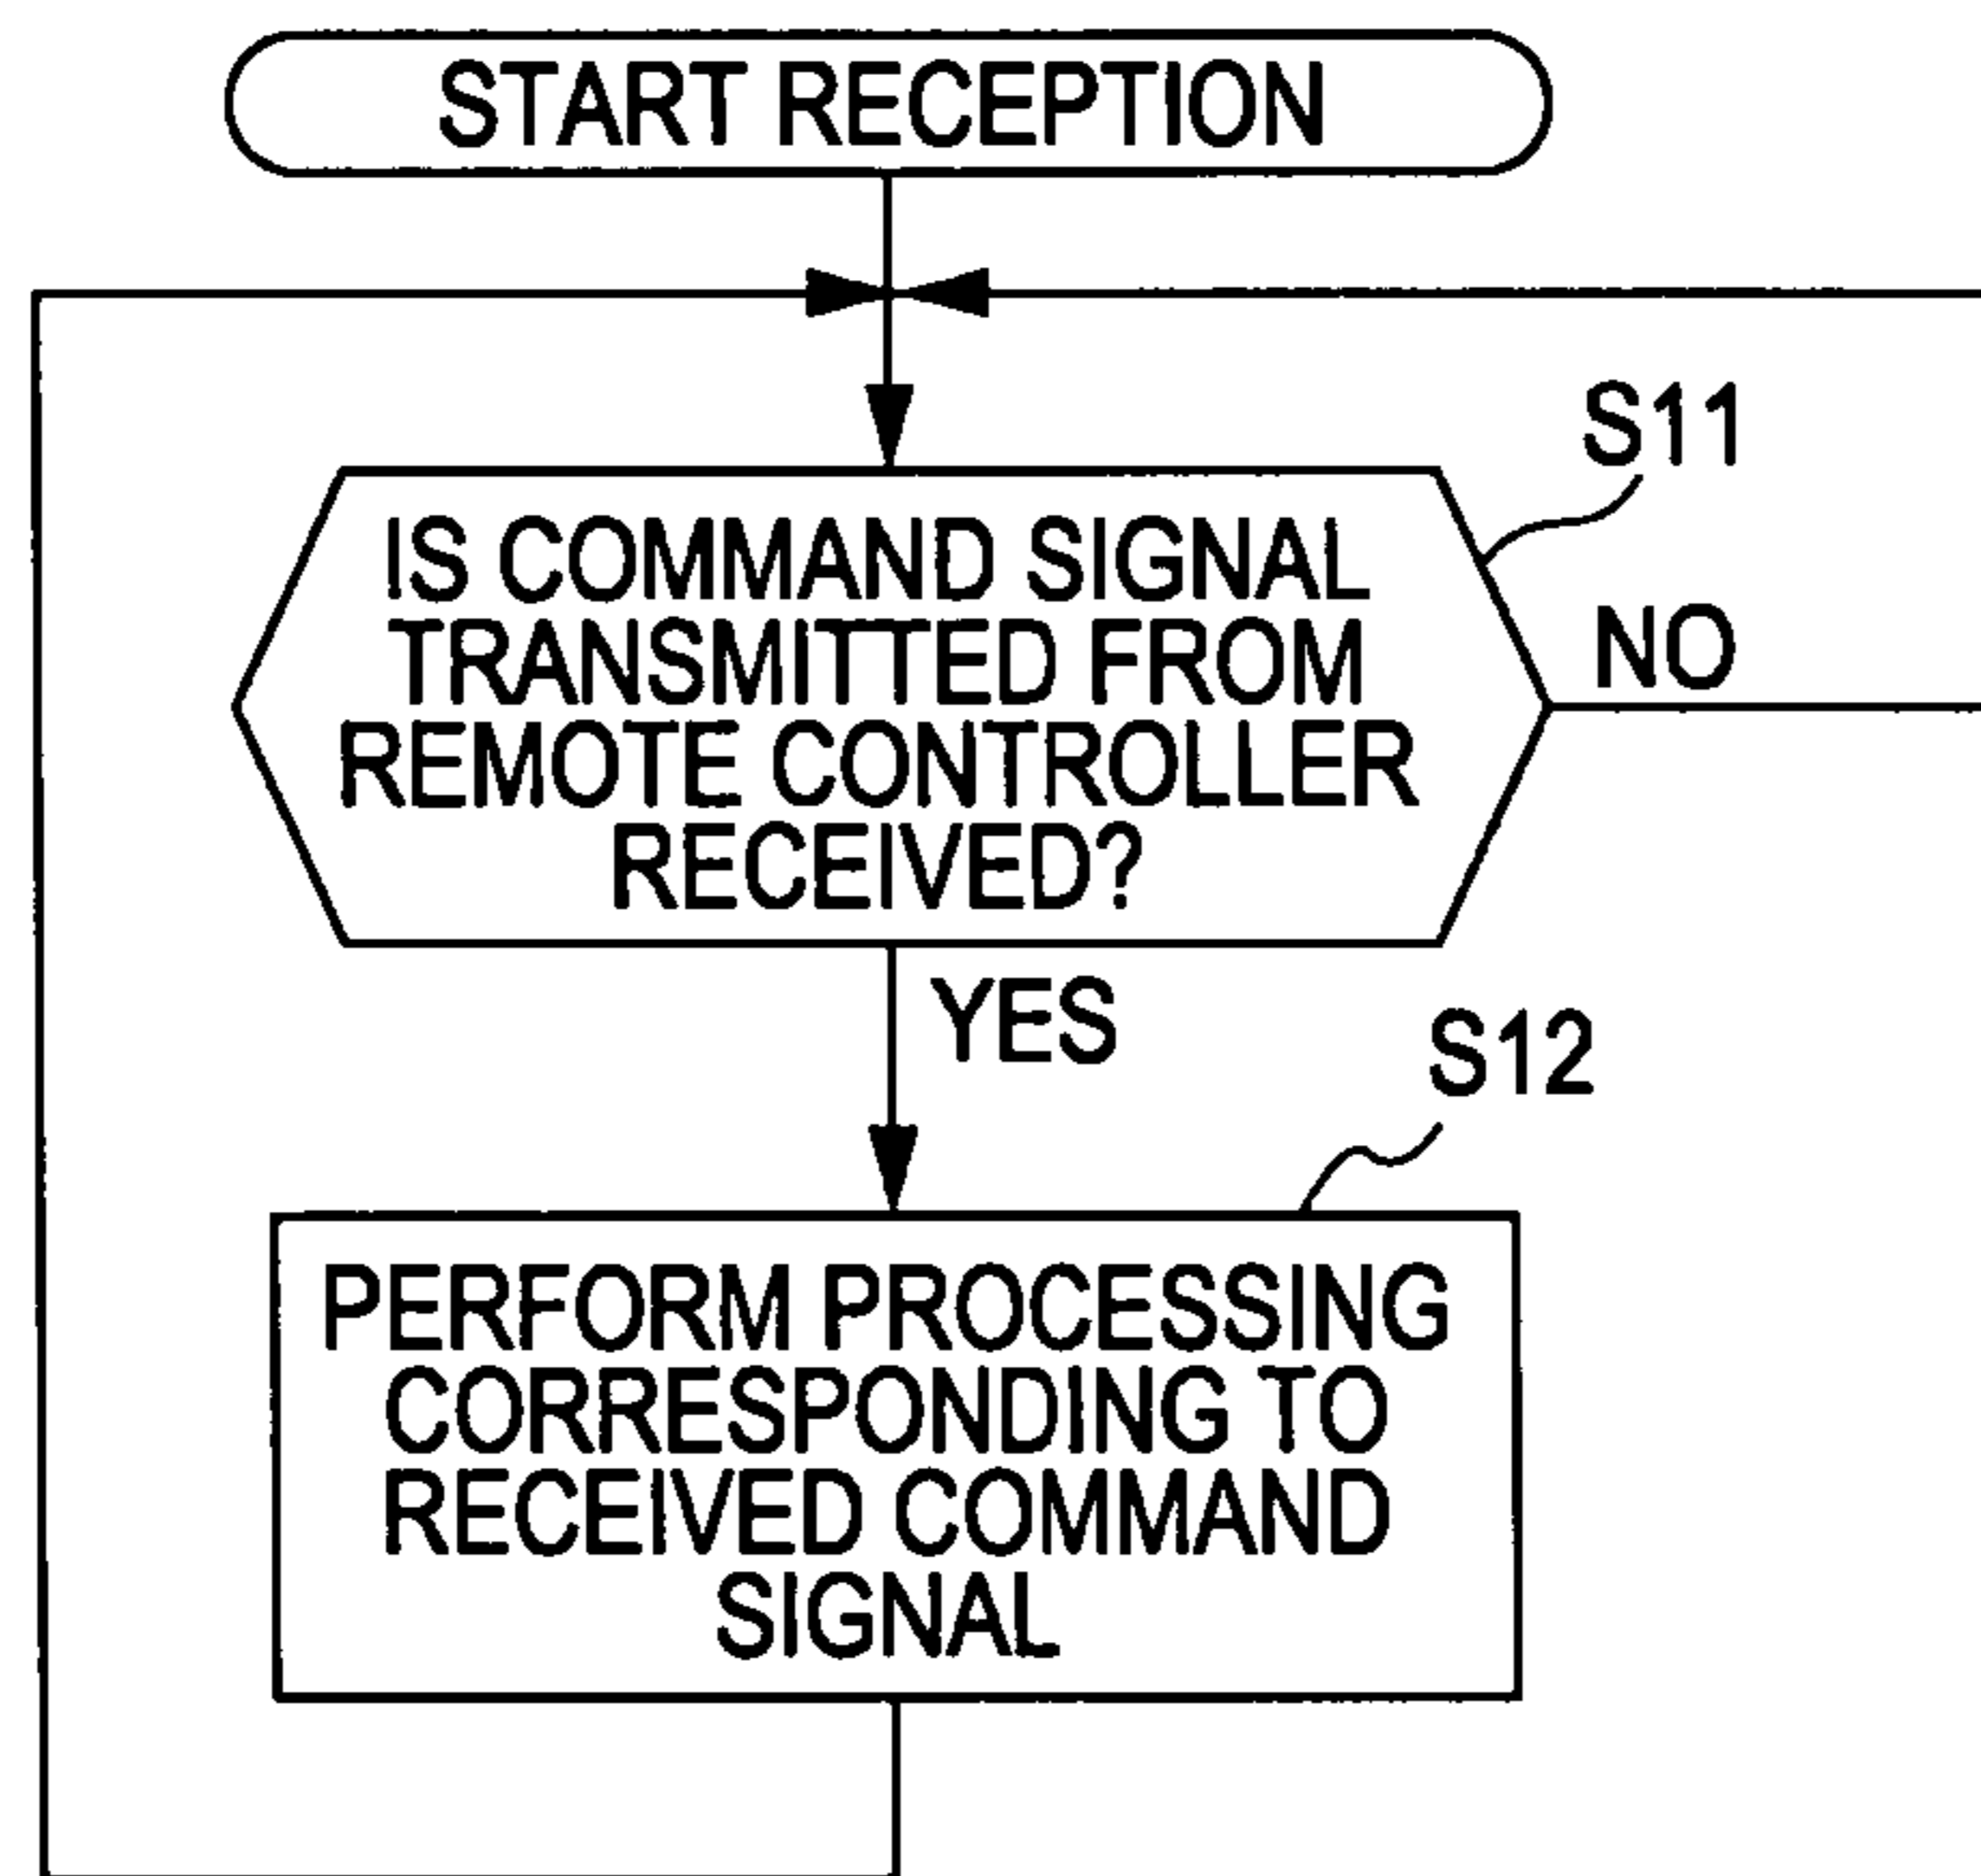 START RECEPTION
S11
IS COMMAND SIGNAL
TRANSMITTED FROM
REMOTE CONTROLLER
RECEIVED?
NO
YES
S12
PERFORM PROCESSING
CORRESPONDING TO
RECEIVED COMMAND
SIGNAL